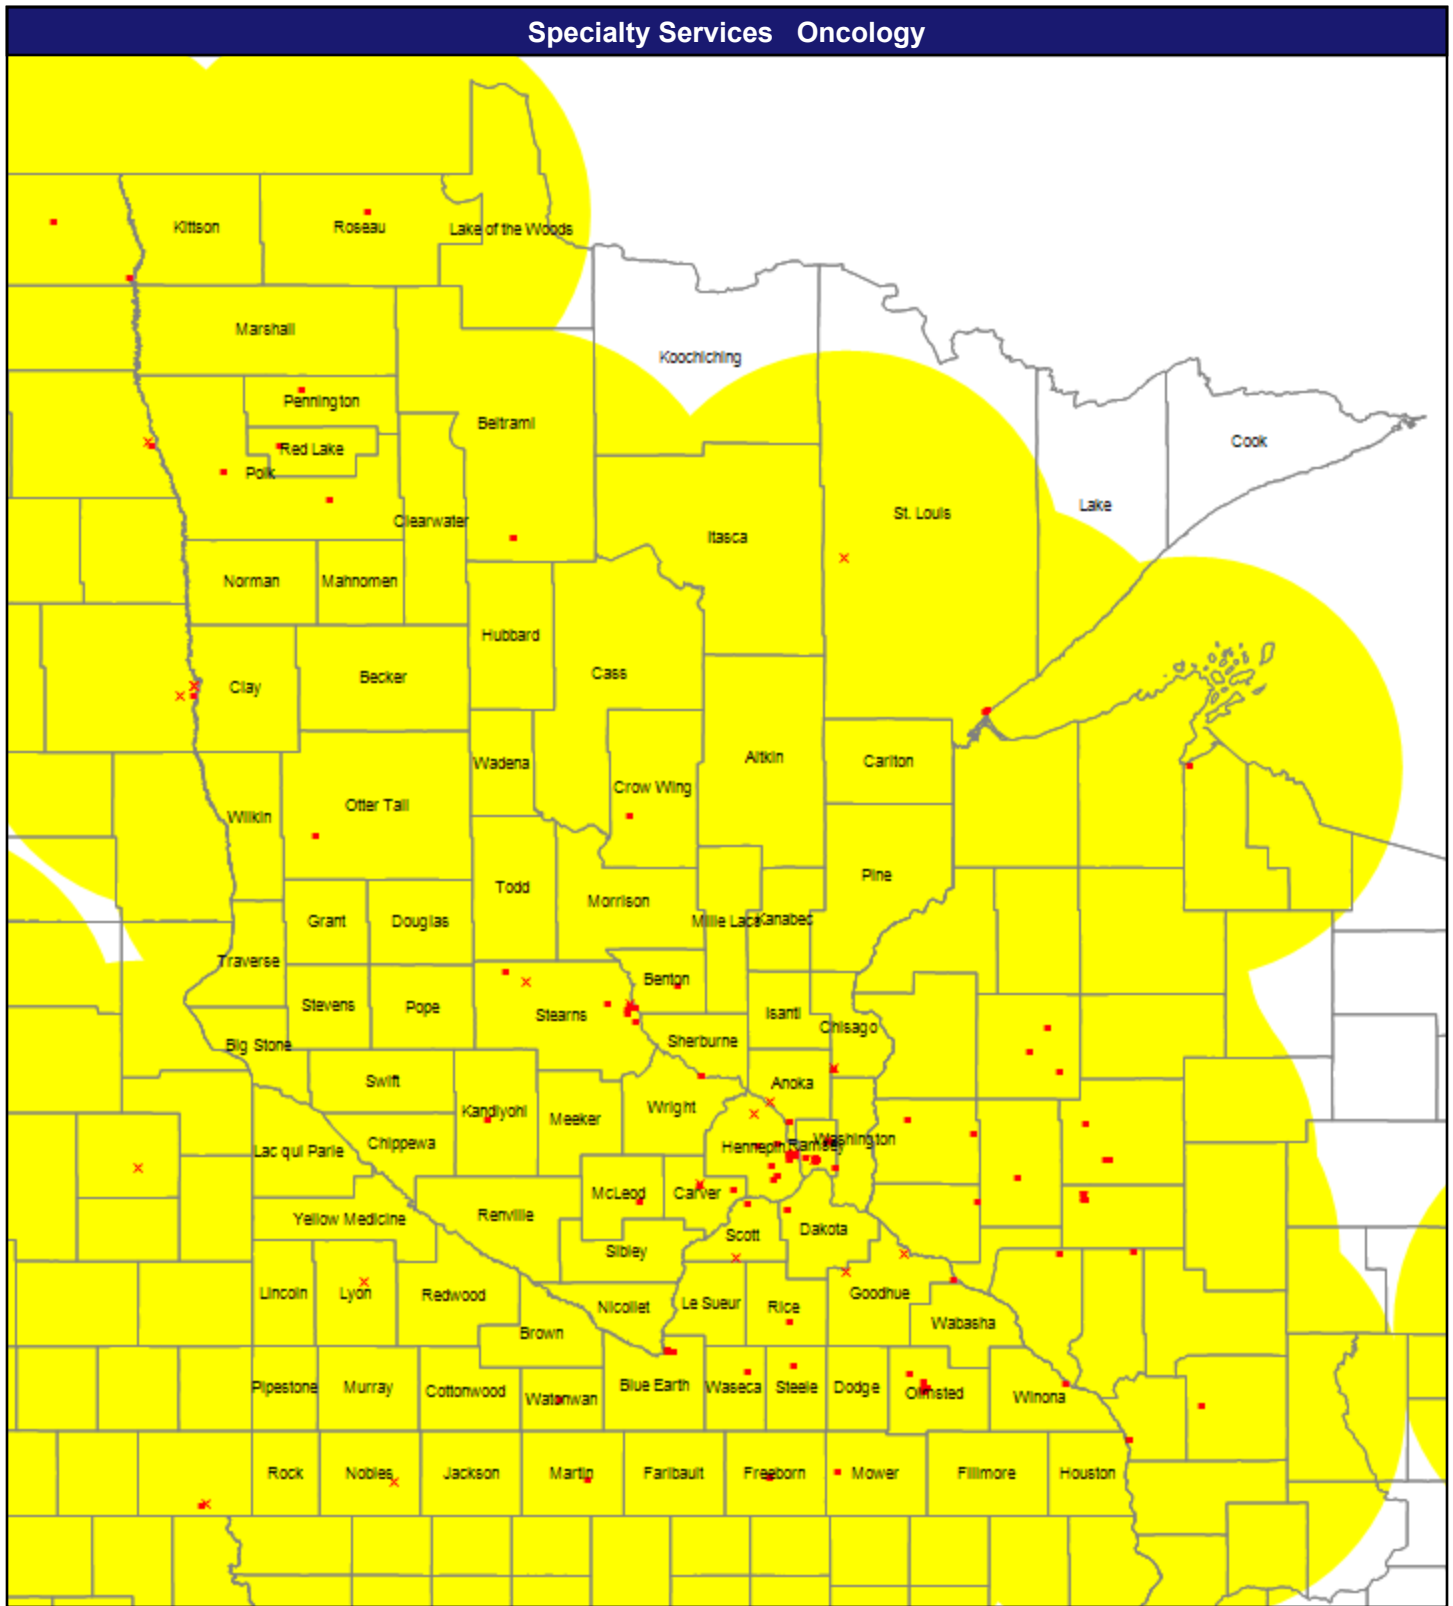 Specialty Services   Oncology
Kittson
Roseau
Lake of the Woods
Marshall
Koochiching
Pennington
Beltrami
Red Lake
Cook
Polk
Lake
St. Louis
Clearwater
Itasca
Norman
Mahnomen
Hubbard
Cass
Becker
Clay
Aitkin
Carlton
Wadena
Crow Wing
Otter Tail
Wilkin
Pine
Todd
Morrison
Grant
Douglas
Mille Lacs
Kanabec
Traverse
Benton
Stevens
Pope
Stearns
Isanti
Chisago
Sherburne
Big Stone
Swift
Anoka
Wright
Kandiyohi
Meeker
Chippewa
Washington
Hennepin
Ramsey
Lac qui Parle
McLeod
Carver
Yellow Medicine
Renville
Dakota
Scott
Sibley
Lincoln
Lyon
Redwood
Goodhue
Nicollet
Le Sueur
Rice
Wabasha
Brown
Pipestone
Murray
Cottonwood
Watonwan
Blue Earth
Waseca
Steele
Dodge
Olmsted
Winona
Rock
Nobles
Jackson
Martin
Faribault
Freeborn
Mower
Fillmore
Houston